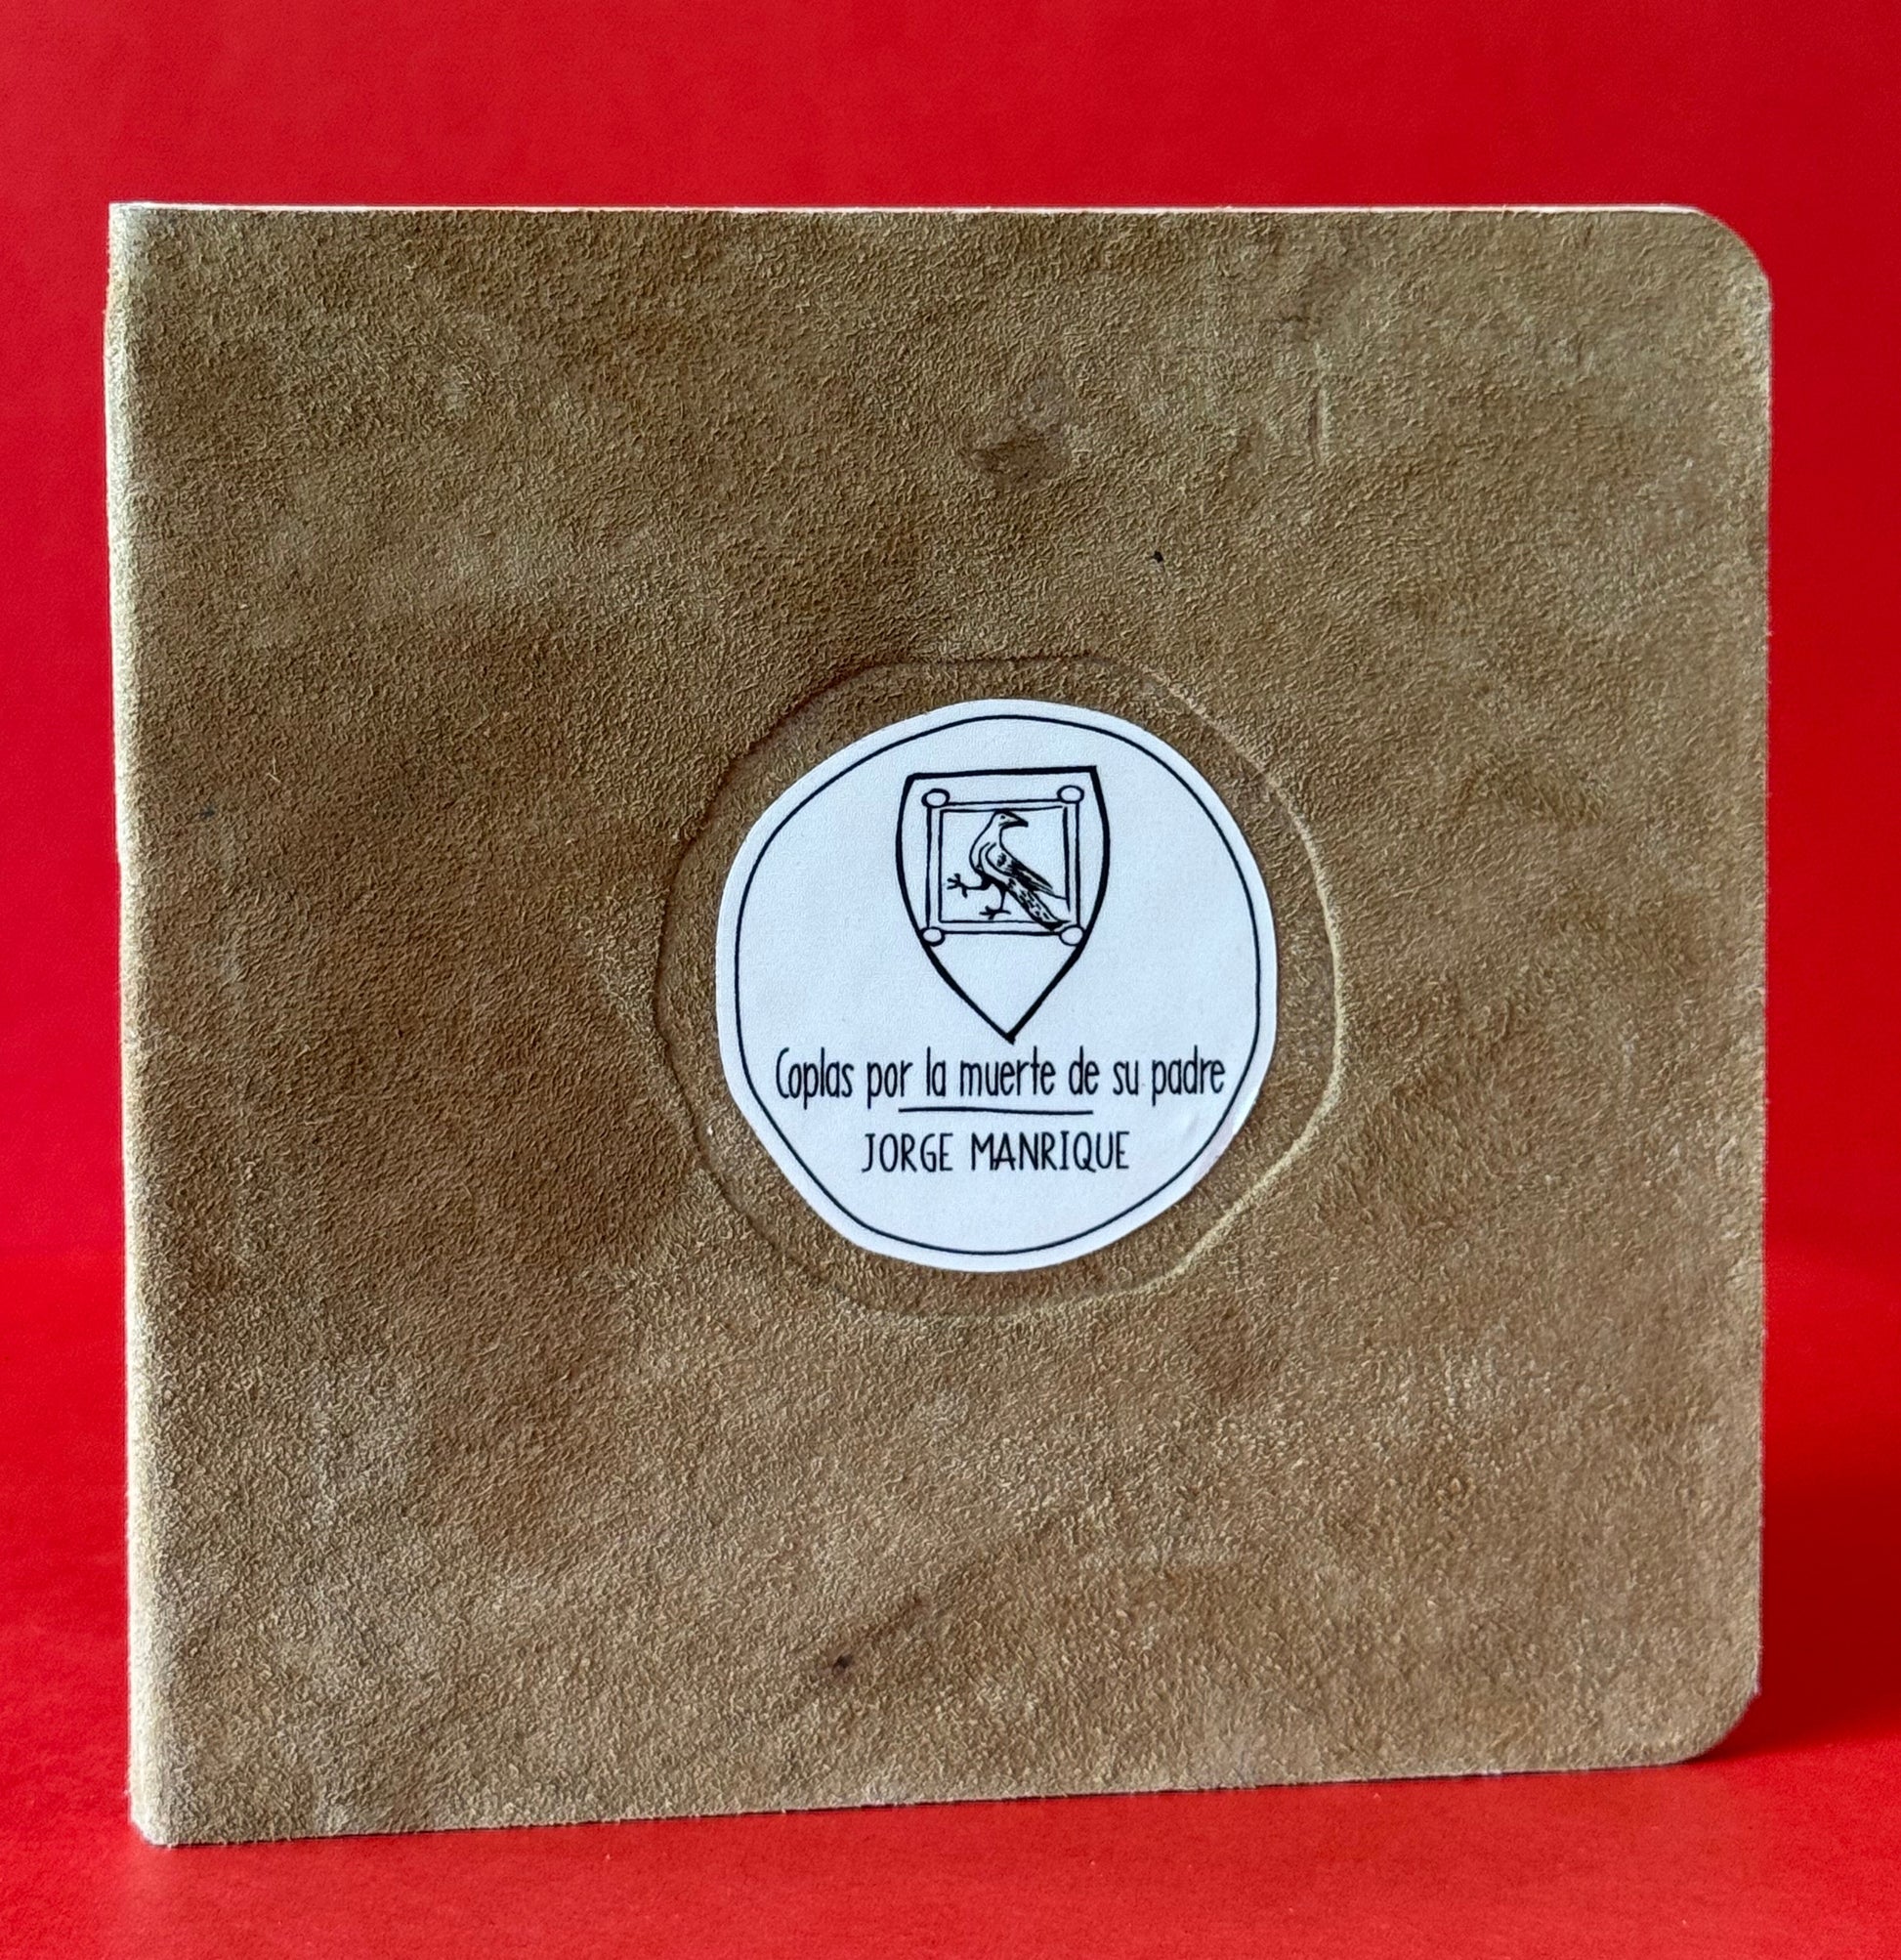 Coplas por la muerte de su padre
JORGE MANRIQUE